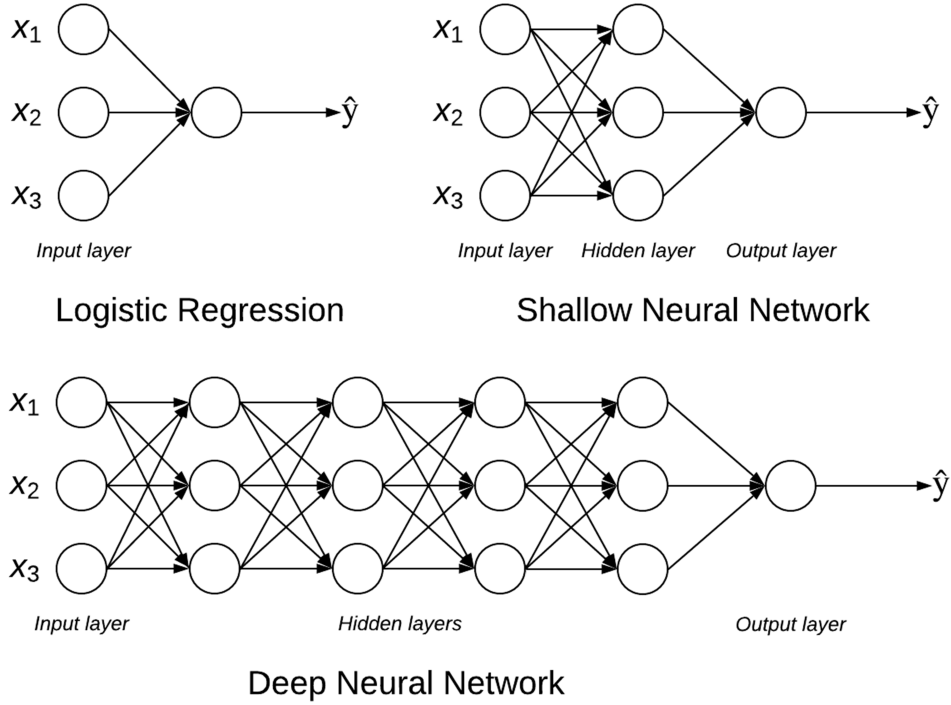 x1
x2
x3
ŷ
Input layer
Logistic Regression
x1
x2
x3
ŷ
Input layer Hidden layer Output layer
Shallow Neural Network
x1
x2
x3
ŷ
Input layer Hidden layers Output layer
Deep Neural Network